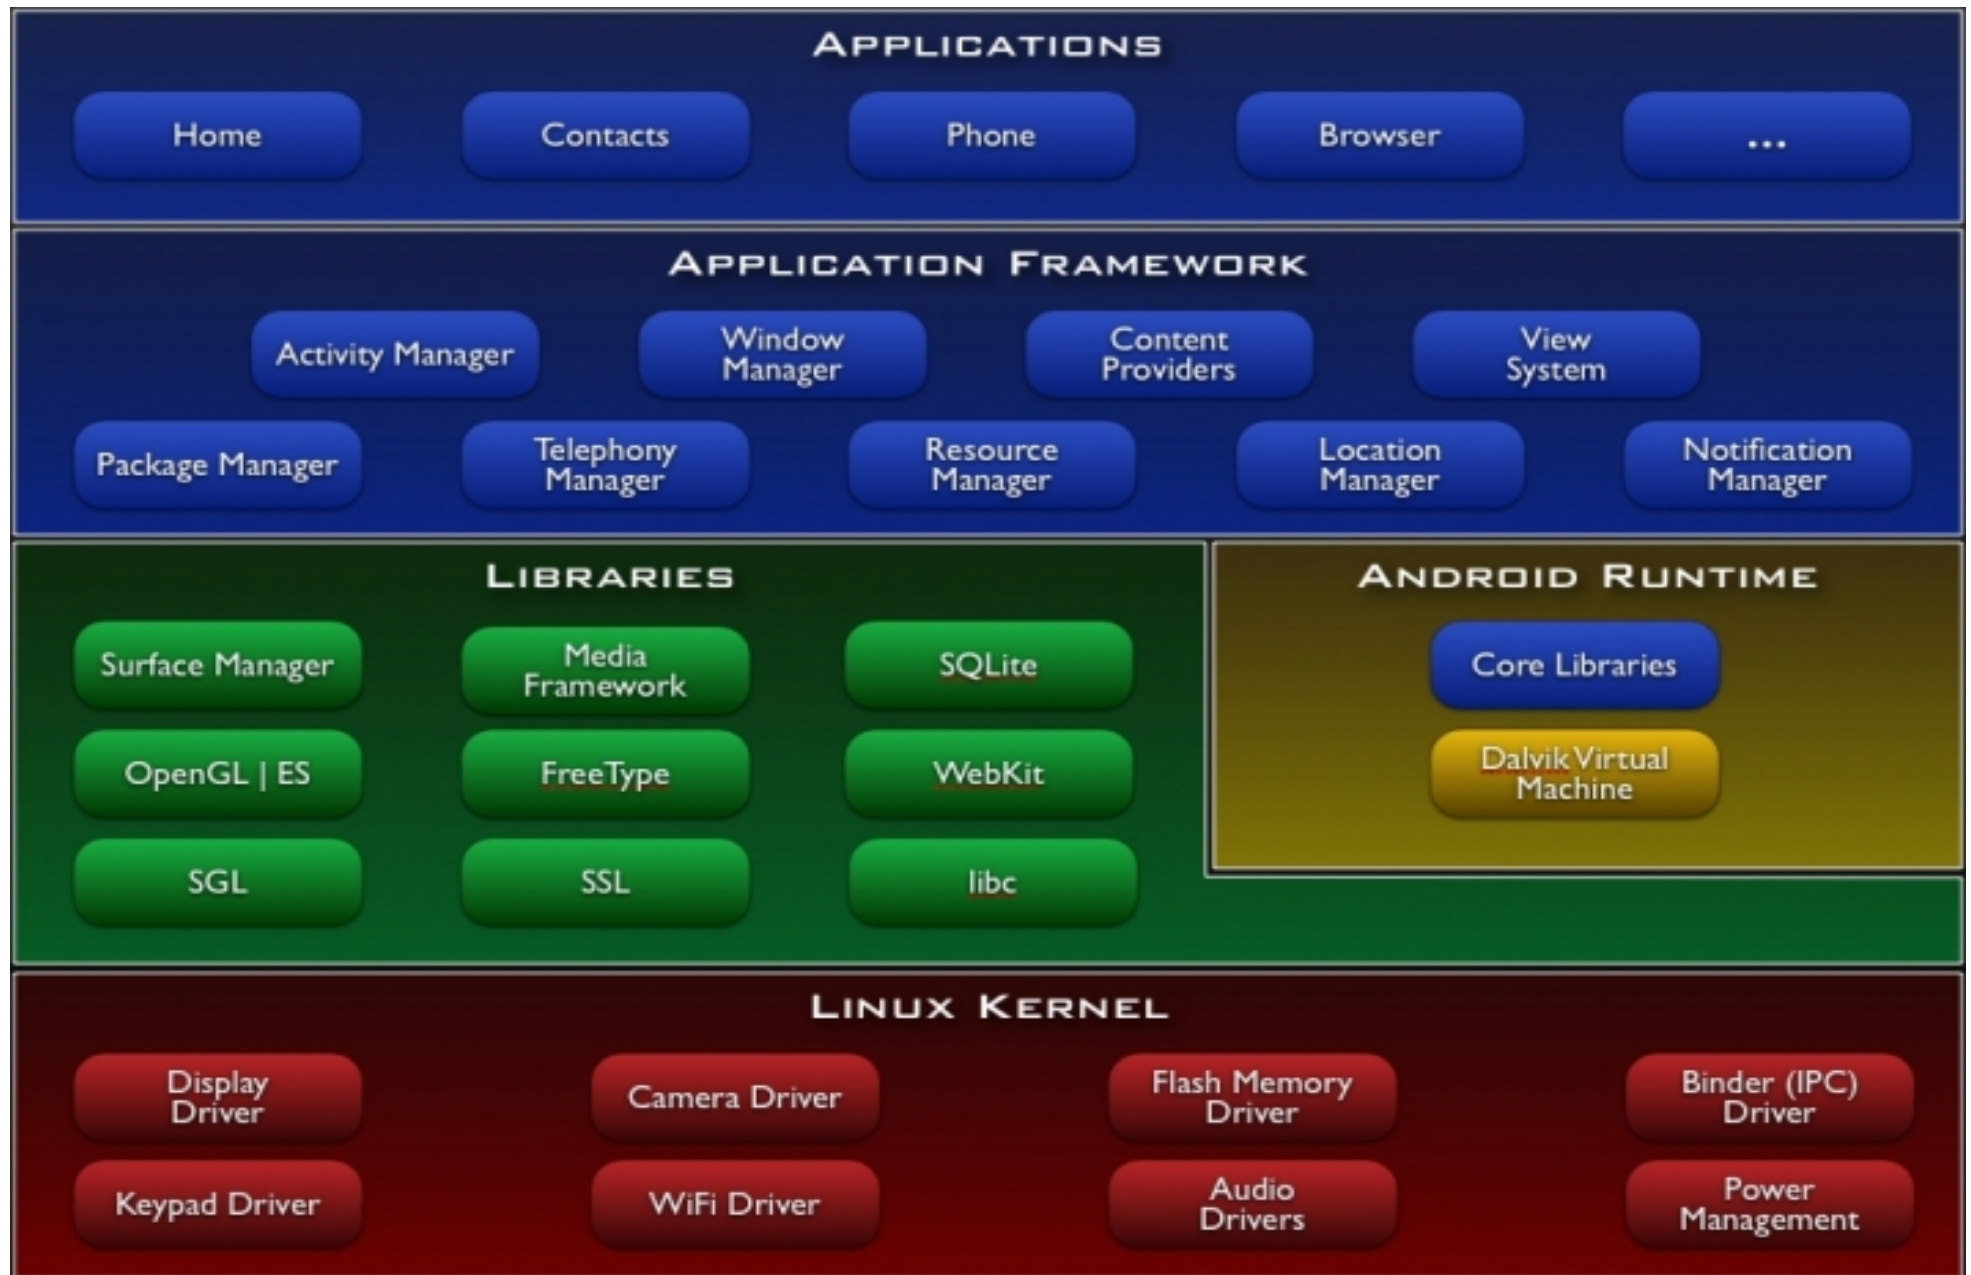 APPLICATIONS
Home
Contacts
Phone
Browser
...
APPLICATION FRAMEWORK
Activity Manager
Window
Manager
Content
Providers
View
System
Package Manager
Telephony
Manager
Resource
Manager
Location
Manager
Notification
Manager
LIBRARIES
Surface Manager
Media
Framework
SQLite
OpenGL | ES
FreeType
WebKit
SGL
SSL
libc
ANDROID RUNTIME
Core Libraries
Dalvik Virtual
Machine
LINUX KERNEL
Display
Driver
Camera Driver
Flash Memory
Driver
Binder (IPC)
Driver
Keypad Driver
WiFi Driver
Audio
Drivers
Power
Management